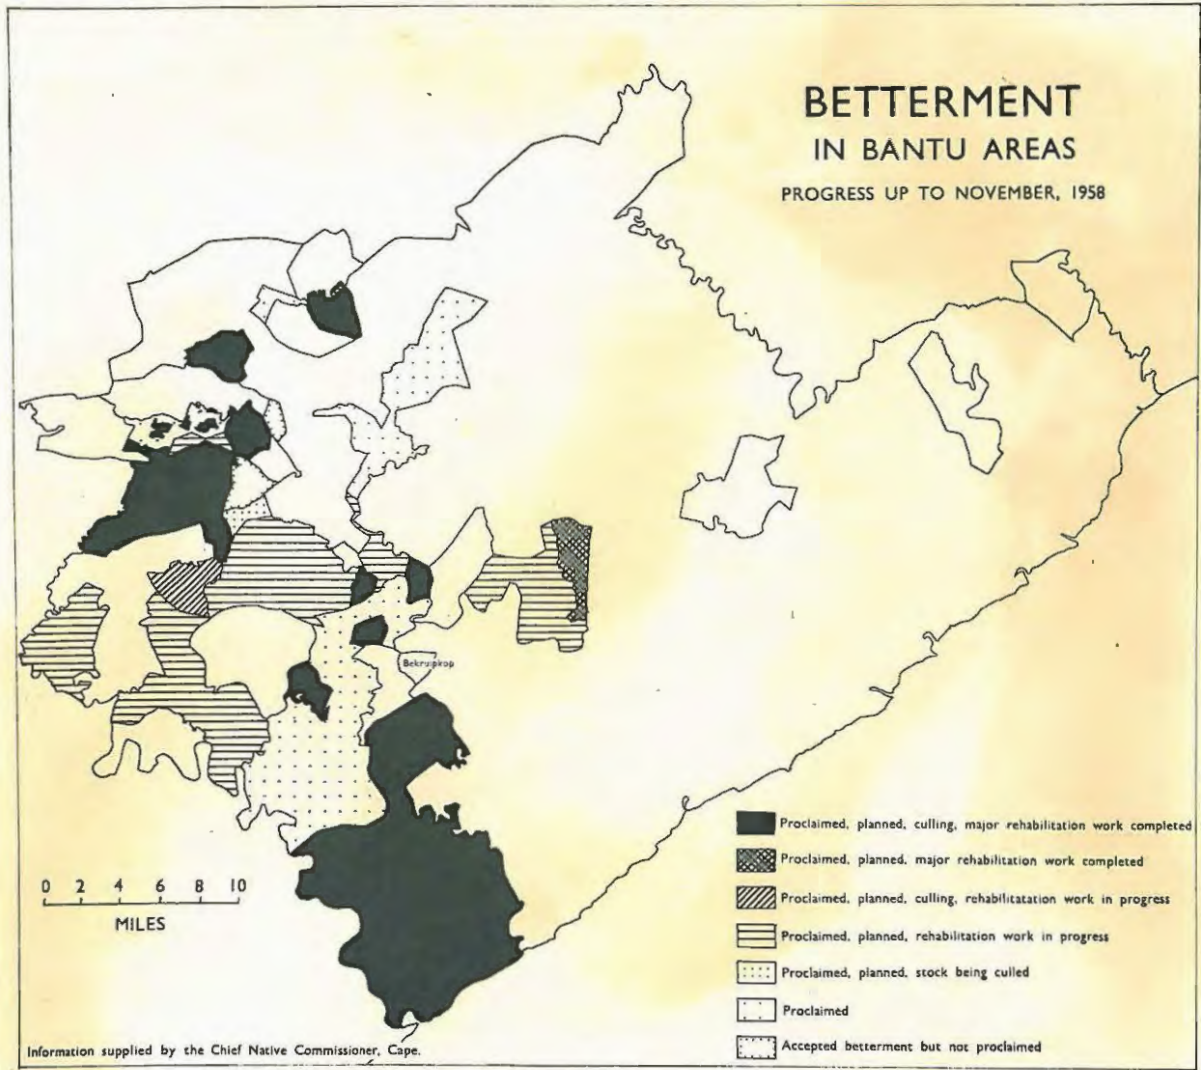 BETTERMENT
IN BANTU AREAS
PROGRESS UP TO NOVEMBER, 1958
Bekruipkop
Proclaimed, planned, culling, major rehabilitation work completed
Proclaimed, planned, major rehabilitation work completed
Proclaimed, planned, culling, rehabilitatation work in progress
Proclaimed, planned, rehabilitation work in progress
Proclaimed, planned, stock being culled
Proclaimed
Accepted betterment but not proclaimed
0 2 4 6 8 10
MILES
Information supplied by the Chief Native Commissioner, Cape.